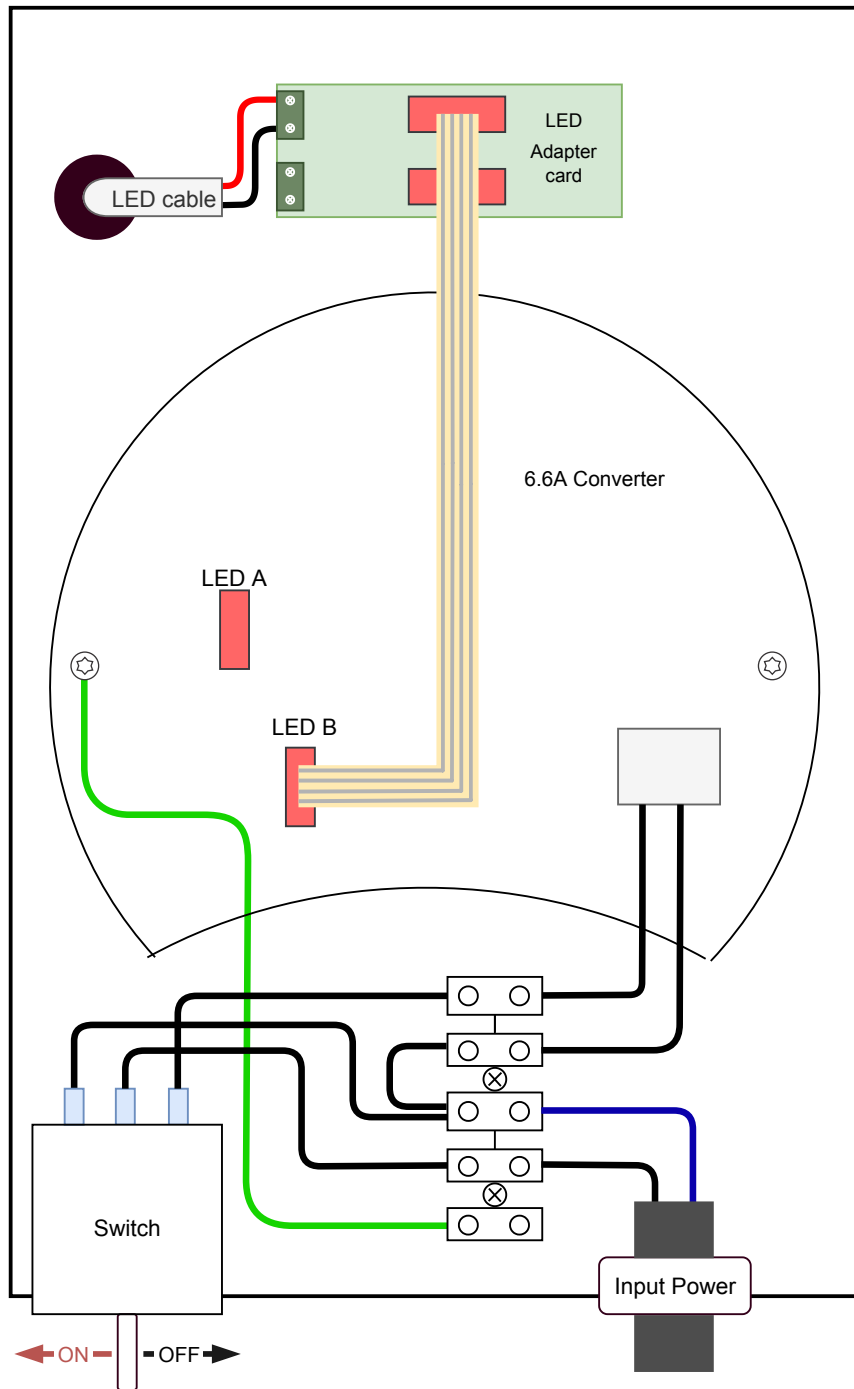 LED
Adapter
card
LED cable
6.6A Converter
LED A
LED B
Switch
Input Power
ON
OFF